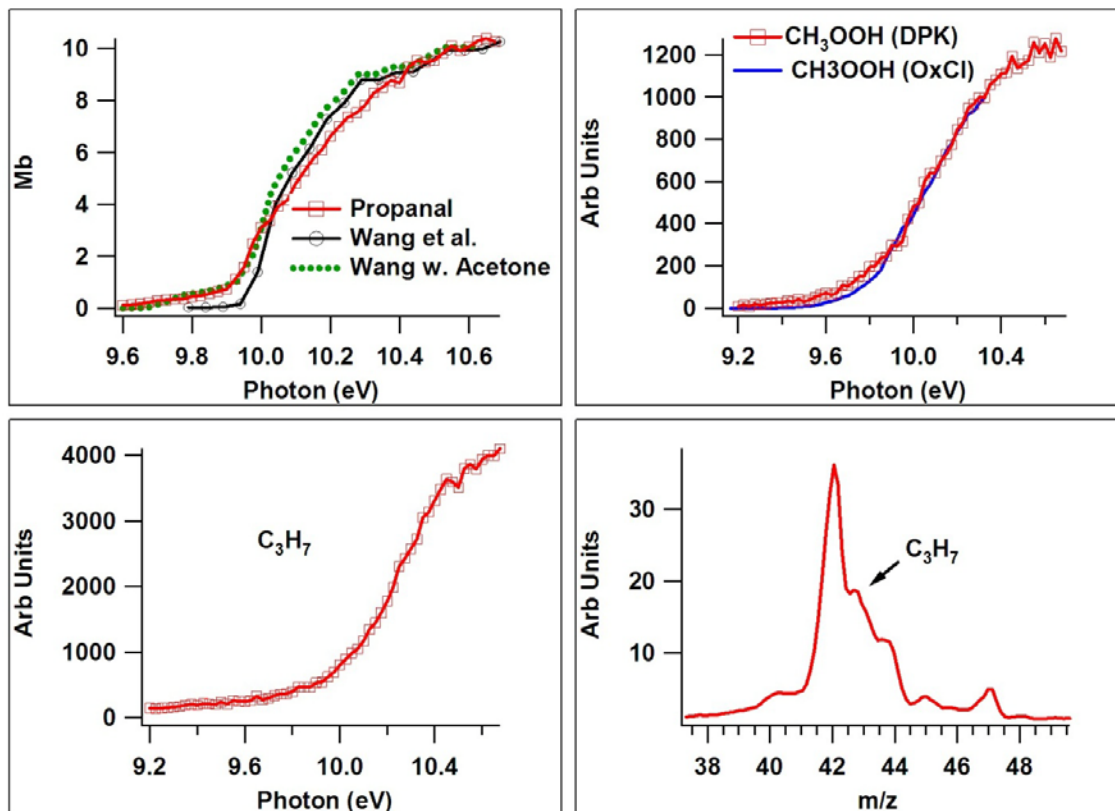 10
8
6
4
2
0
Mb
Propanal
Wang et al.
Wang w. Acetone
9.6 9.8 10.0 10.2 10.4 10.6
Photon (eV)
1200
1000
800
600
400
200
0
Arb Units
CH₃OOH (DPK)
CH3OOH (OxCl)
9.2 9.6 10.0 10.4
Photon (eV)
4000
3000
2000
1000
0
Arb Units
C₃H₇
9.2 9.6 10.0 10.4
Photon (eV)
30
20
10
Arb Units
C₃H₇
38 40 42 44 46 48
m/z